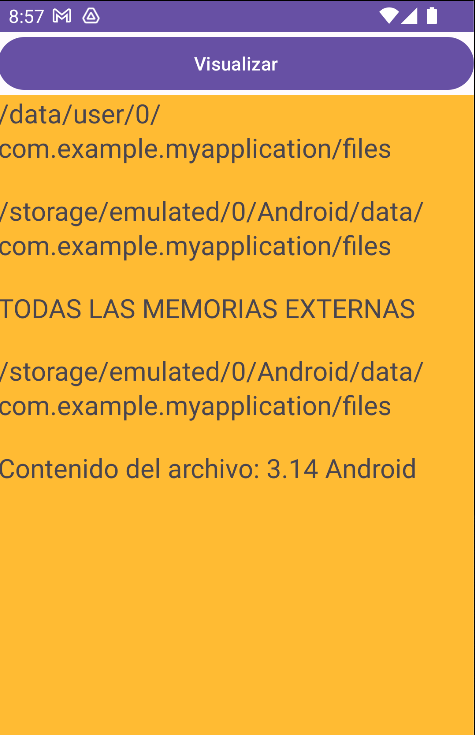 8:57
Visualizar
/data/user/0/
com.example.myapplication/files
/storage/emulated/0/Android/data/
com.example.myapplication/files
TODAS LAS MEMORIAS EXTERNAS
/storage/emulated/0/Android/data/
com.example.myapplication/files
Contenido del archivo: 3.14 Android